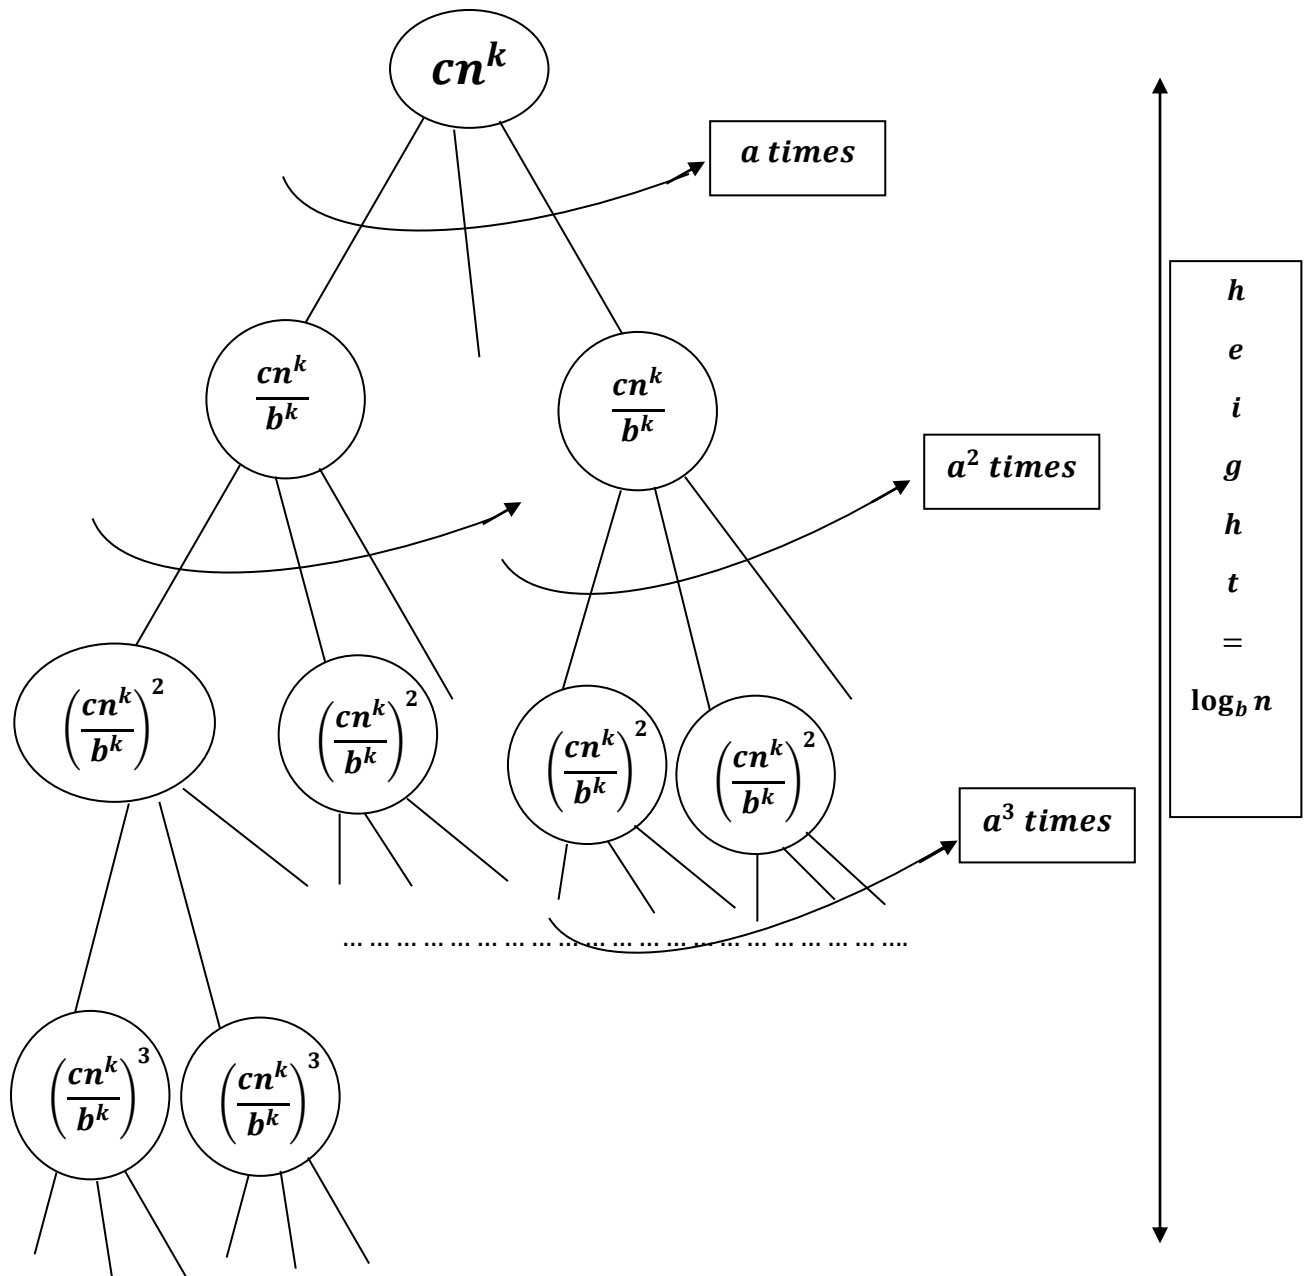 cn^k
a times
h
e
i
g
h
t
=
log_b n
cn^k/b^k
cn^k/b^k
a^2 times
(cn^k/b^k)^2
(cn^k/b^k)^2
(cn^k/b^k)^2
(cn^k/b^k)^2
a^3 times
… … … … … … … … … … … … … … … … … … … … ….
(cn^k/b^k)^3
(cn^k/b^k)^3